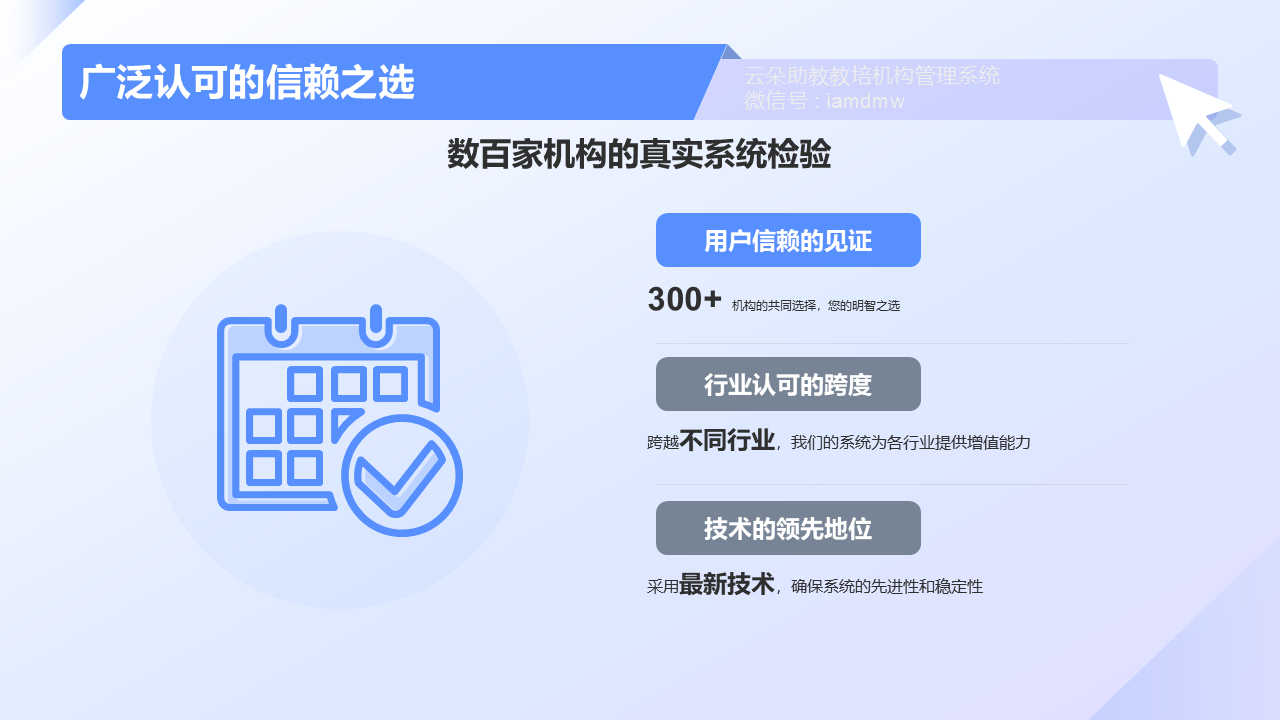 广泛认可的信赖之选
云朵助教教培机构管理系统
微信号 : iamdmw
数百家机构的真实系统检验
用户信赖的见证
300+ 机构的共同选择，您的明智之选
行业认可的跨度
跨越不同行业，我们的系统为各行业提供增值能力
技术的领先地位
采用最新技术，确保系统的先进性和稳定性